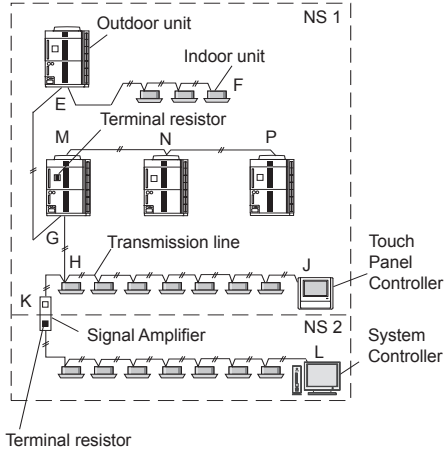 NS 1
Outdoor unit
Indoor unit
E
F
Terminal resistor
M
N
P
G
H
Transmission line
J
Touch
Panel
Controller
K
NS 2
Signal Amplifier
System
Controller
L
Terminal resistor